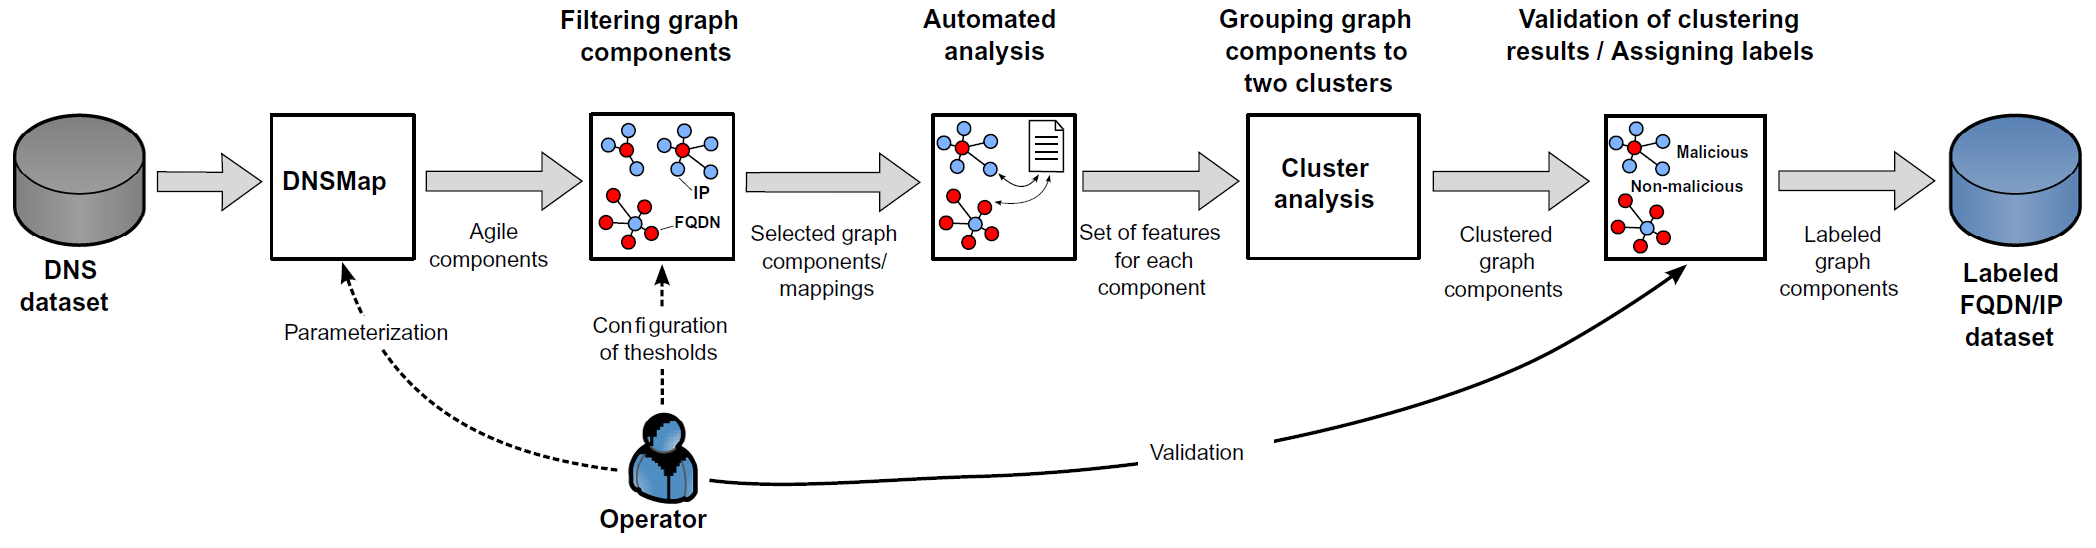 Filtering graph
components
Automated
analysis
Grouping graph
components to
two clusters
Validation of clustering
results / Assigning labels
DNS
dataset
DNSMap
Agile
components
IP
FQDN
Selected graph
components/
mappings
Set of features
for each
component
Cluster
analysis
Clustered
graph
components
Malicious
Non-malicious
Labeled
graph
components
Labeled
FQDN/IP
dataset
Parameterization
Configuration
of thesholds
Validation
Operator